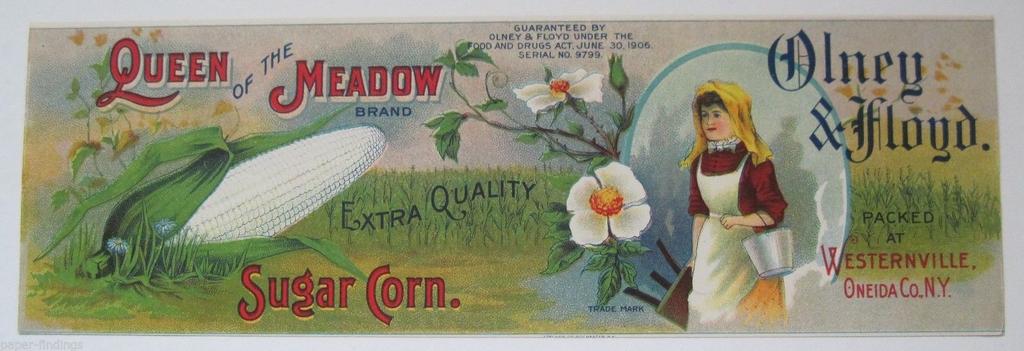 QUEEN OF THE MEADOW
BRAND
EXTRA QUALITY
Sugar Corn.
GUARANTEED BY
OLNEY & FLOYD UNDER THE
FOOD AND DRUGS ACT, JUNE 30, 1906.
SERIAL NO. 9799.
TRADE MARK
Olney
& Floyd.
PACKED
AT
WESTERNVILLE,
ONEIDA CO., N.Y.
paper-findings